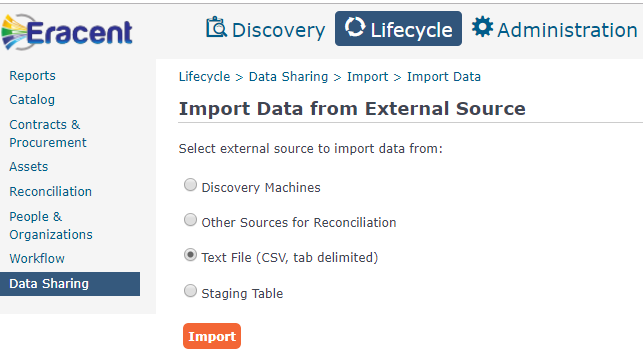 Eracent
Discovery
Lifecycle
Administration
Reports
Catalog
Contracts &
Procurement
Assets
Reconciliation
People &
Organizations
Workflow
Data Sharing
Lifecycle > Data Sharing > Import > Import Data
Import Data from External Source
Select external source to import data from:
Discovery Machines
Other Sources for Reconciliation
Text File (CSV, tab delimited)
Staging Table
Import